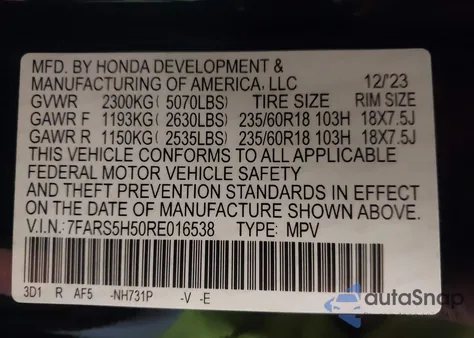 MFD. BY HONDA DEVELOPMENT &
MANUFACTURING OF AMERICA, LLC 12/'23
GVWR 2300KG( 5070LBS) TIRE SIZE RIM SIZE
GAWR F 1193KG( 2630LBS) 235/60R18 103H 18X7.5J
GAWR R 1150KG( 2535LBS) 235/60R18 103H 18X7.5J
THIS VEHICLE CONFORMS TO ALL APPLICABLE
FEDERAL MOTOR VEHICLE SAFETY
AND THEFT PREVENTION STANDARDS IN EFFECT
ON THE DATE OF MANUFACTURE SHOWN ABOVE.
V.I.N:7FARS5H50RE016538 TYPE: MPV
3D1 R AF5 -NH731P -V -E
autaSnap